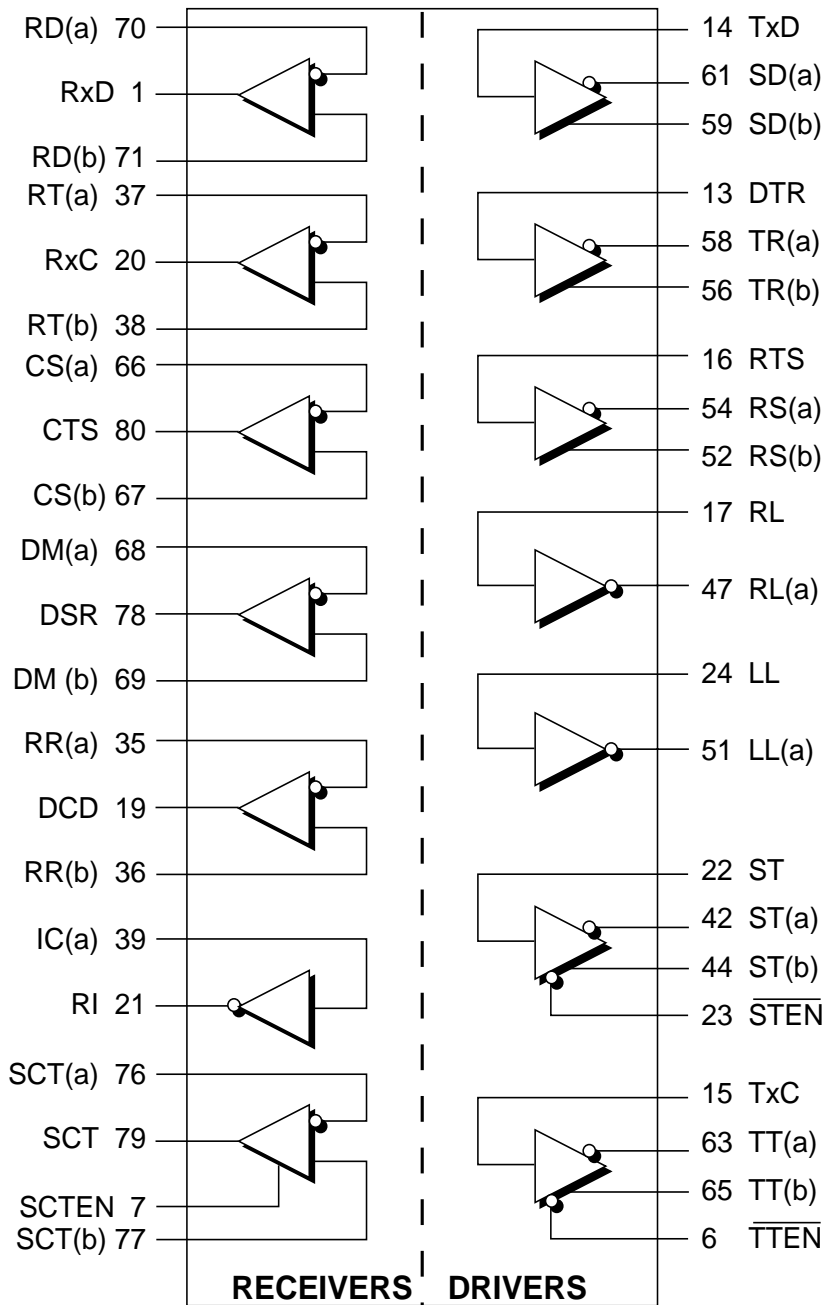 RD(a) 70
RxD 1
RD(b) 71
RT(a) 37
RxC 20
RT(b) 38
CS(a) 66
CTS 80
CS(b) 67
DM(a) 68
DSR 78
DM (b) 69
RR(a) 35
DCD 19
RR(b) 36
IC(a) 39
RI 21
SCT(a) 76
SCT 79
SCTEN 7
SCT(b) 77
RECEIVERS
DRIVERS
14 TxD
61 SD(a)
59 SD(b)
13 DTR
58 TR(a)
56 TR(b)
16 RTS
54 RS(a)
52 RS(b)
17 RL
47 RL(a)
24 LL
51 LL(a)
22 ST
42 ST(a)
44 ST(b)
23 S̅T̅E̅N̅
15 TxC
63 TT(a)
65 TT(b)
6 T̅T̅E̅N̅